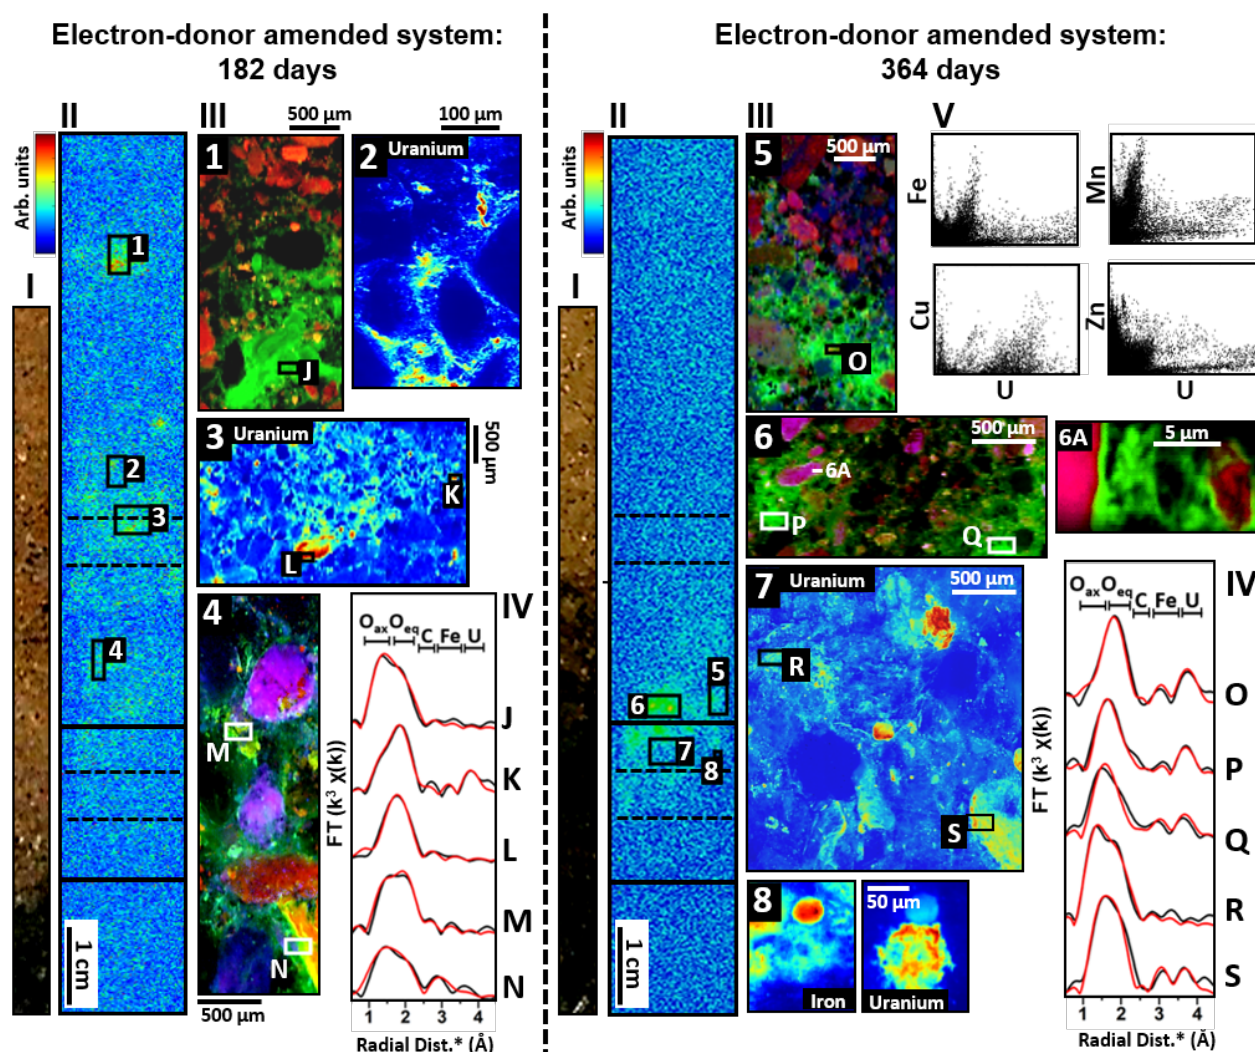 Electron-donor amended system:
182 days
Electron-donor amended system:
364 days
II
III
500 µm
100 µm
Arb. units
I
1
2
3
4
1 cm
1
J
2 Uranium
3 Uranium
500 µm
K
L
4
M
N
500 µm
IV
Oax Oeq C Fe U
J
K
L
M
N
FT (k³ χ(k))
1 2 3 4
Radial Dist.* (Å)
II
III
V
Arb. units
I
5
6
7
8
5
500 µm
O
Fe
Mn
Cu
Zn
U
U
6
500 µm
6A
P
Q
6A
5 µm
7 Uranium
500 µm
R
S
8
50 µm
Iron
Uranium
1 cm
IV
Oax Oeq C Fe U
O
P
Q
R
S
FT (k³ χ(k))
1 2 3 4
Radial Dist.* (Å)